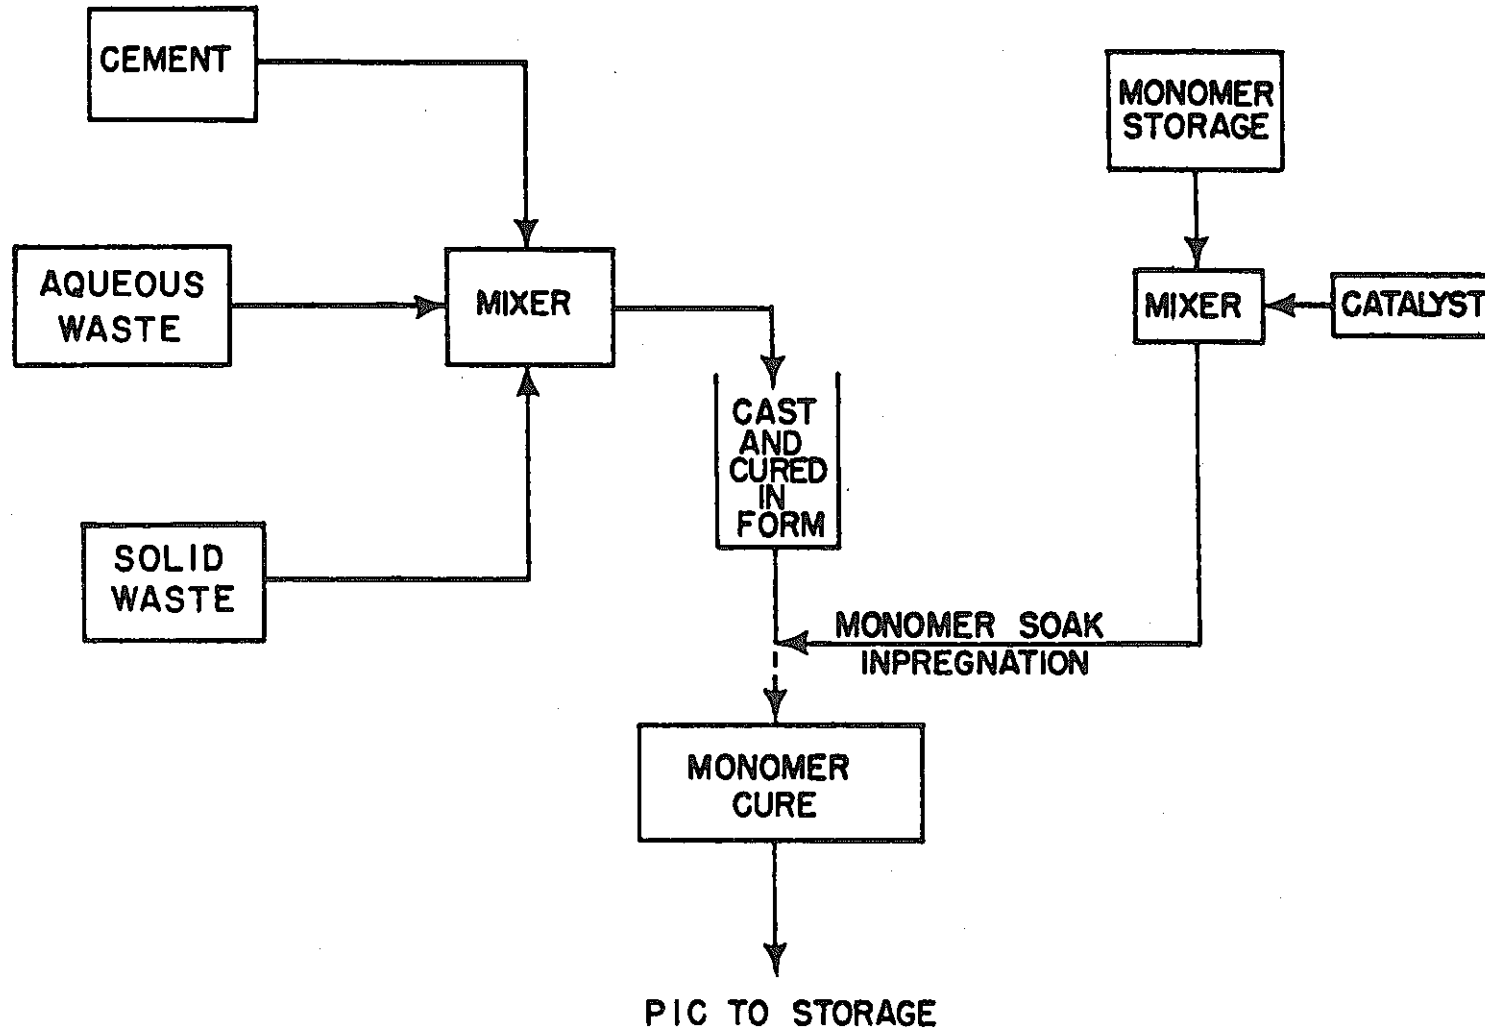 CEMENT
MONOMER
STORAGE
AQUEOUS
WASTE
MIXER
MIXER
CATALYST
CAST
AND
CURED
IN
FORM
SOLID
WASTE
MONOMER SOAK
INPREGNATION
MONOMER
CURE
PIC TO STORAGE